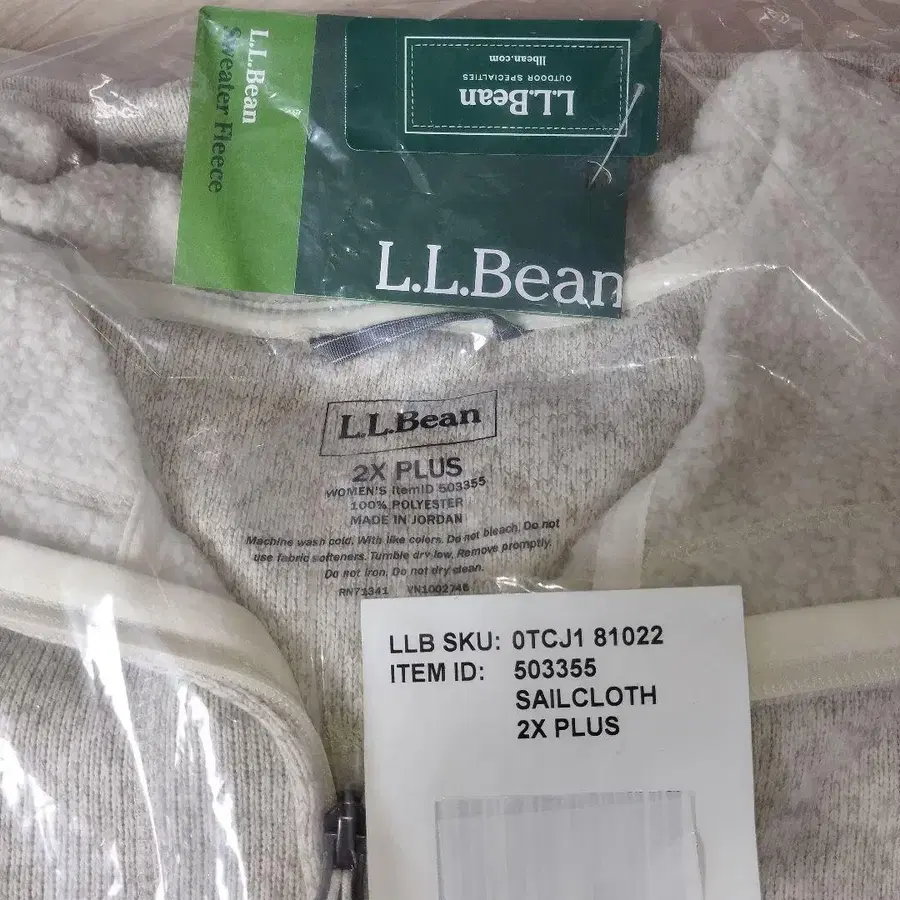 L.L.Bean
Sweater Fleece
llbean.com
OUTDOOR SPECIALTIES
L.L.Bean
L.L.Bean
L.L.Bean
2X PLUS
WOMEN'S ItemID 503355
100% POLYESTER
MADE IN JORDAN
Machine wash cold. With like colors. Do not bleach. Do not
use fabric softeners. Tumble dry low. Remove promptly.
Do not iron. Do not dry clean.
RN71341 VN1002746
LLB SKU: 0TCJ1 81022
ITEM ID: 503355
SAILCLOTH
2X PLUS